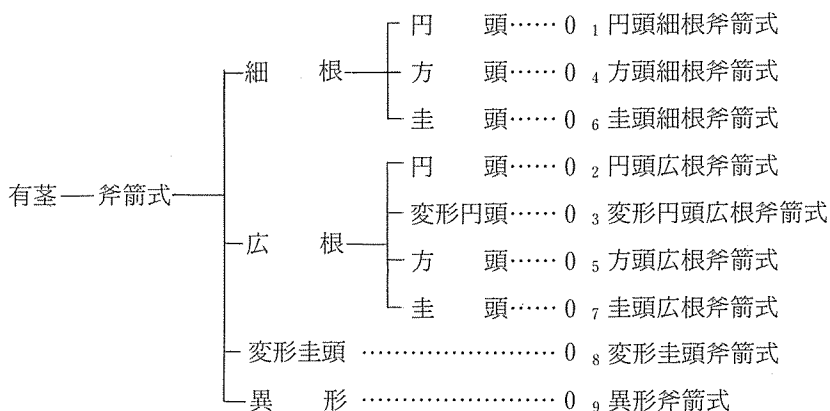 円　頭……0 1 円頭細根斧箭式
細　根
方　頭……0 4 方頭細根斧箭式
圭　頭……0 6 圭頭細根斧箭式
円　頭……0 2 円頭広根斧箭式
有茎 — 斧箭式
変形円頭……0 3 変形円頭広根斧箭式
広　根
方　頭……0 5 方頭広根斧箭式
圭　頭……0 7 圭頭広根斧箭式
変形圭頭……………………0 8 変形圭頭斧箭式
異　形……………………0 9 異形斧箭式